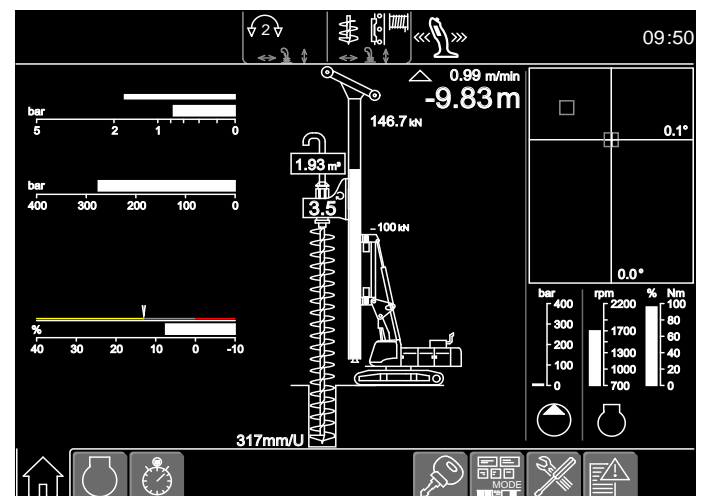 2
09:50
0.99 m/min
-9.83 m
146.7 kN
0.1°
bar
5 2 1 0
1.93 m³
bar
400 300 200 100 0
3.5
- 100 kN
0.0°
bar rpm % Nm
400 2200 100
300 1700 80
200 1300 60
100 1000 40
0 700 20
0
%
40 30 20 10 0 -10
317mm/U
MODE